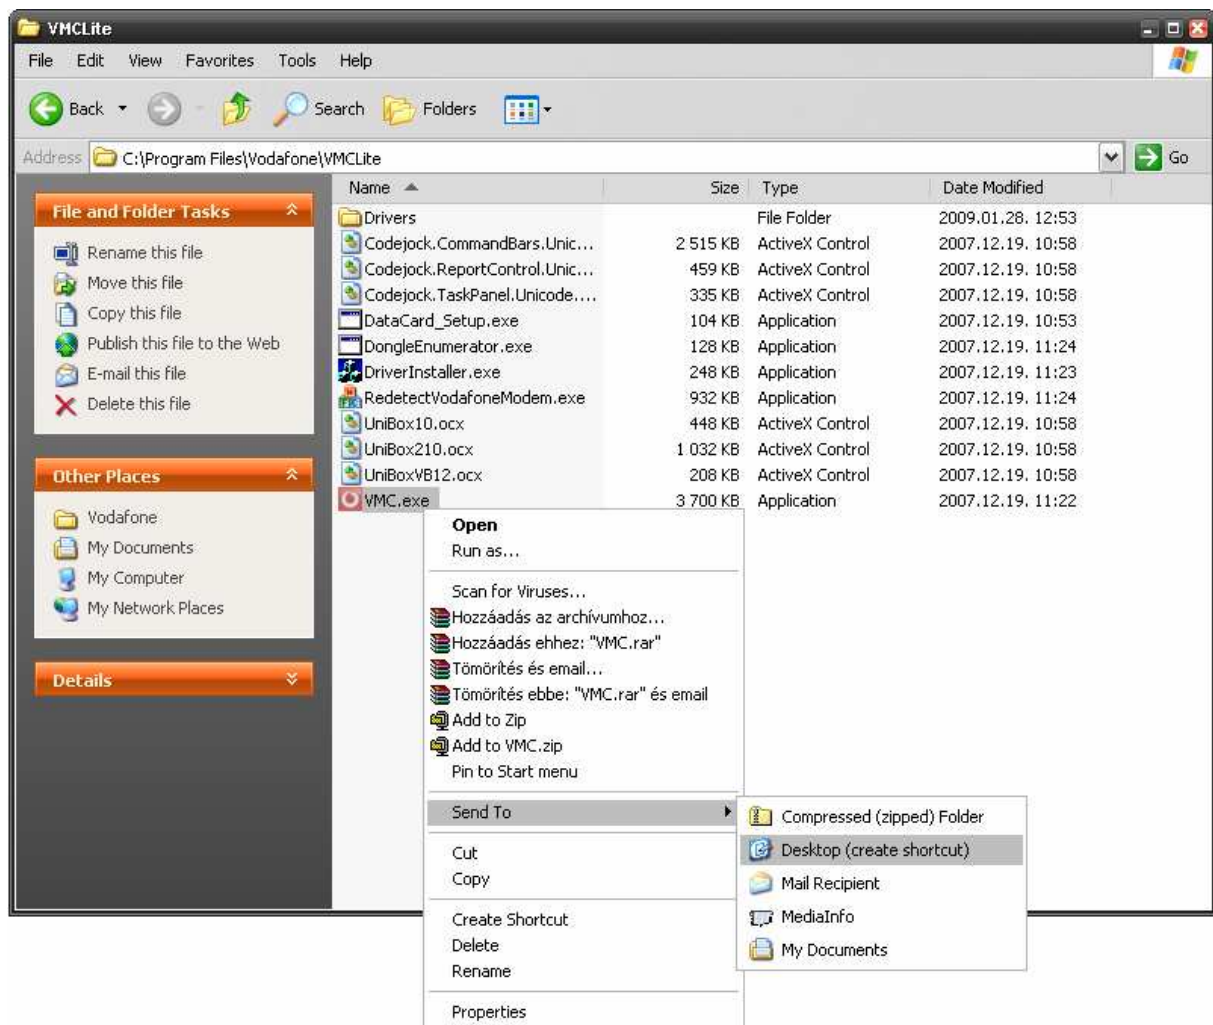 VMCLite
File Edit View Favorites Tools Help
Back Search Folders
Address C:\Program Files\Vodafone\VMCLite Go
File and Folder Tasks
Rename this file
Move this file
Copy this file
Publish this file to the Web
E-mail this file
Delete this file
Other Places
Vodafone
My Documents
My Computer
My Network Places
Details
Name Size Type Date Modified
Drivers File Folder 2009.01.28. 12:53
Codejock.CommandBars.Unic... 2 515 KB ActiveX Control 2007.12.19. 10:58
Codejock.ReportControl.Unic... 459 KB ActiveX Control 2007.12.19. 10:58
Codejock.TaskPanel.Unicode.... 335 KB ActiveX Control 2007.12.19. 10:58
DataCard_Setup.exe 104 KB Application 2007.12.19. 10:53
DongleEnumerator.exe 128 KB Application 2007.12.19. 11:24
DriverInstaller.exe 248 KB Application 2007.12.19. 11:23
RedetectVodafoneModem.exe 932 KB Application 2007.12.19. 11:24
UniBox10.ocx 448 KB ActiveX Control 2007.12.19. 10:58
UniBox210.ocx 1 032 KB ActiveX Control 2007.12.19. 10:58
UniBoxVB12.ocx 208 KB ActiveX Control 2007.12.19. 10:58
VMC.exe 3 700 KB Application 2007.12.19. 11:22
Open
Run as...
Scan for Viruses...
Hozzáadás az archívumhoz...
Hozzáadás ehhez: "VMC.rar"
Tömörítés és email...
Tömörítés ebbe: "VMC.rar" és email
Add to Zip
Add to VMC.zip
Pin to Start menu
Send To
Cut
Copy
Create Shortcut
Delete
Rename
Properties
Compressed (zipped) Folder
Desktop (create shortcut)
Mail Recipient
MediaInfo
My Documents